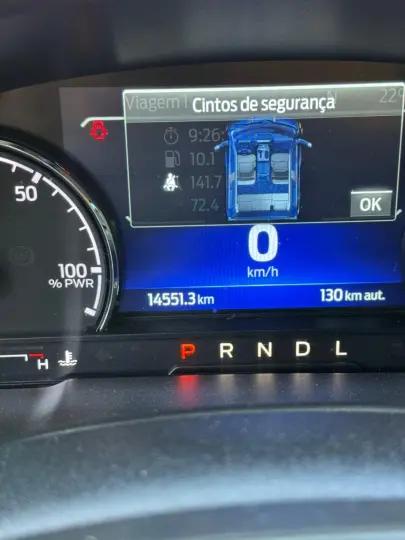 Viagem 1
Cintos de segurança
22°
9:26
10.1
141.7
72.4
OK
50
100
% PWR
0
km/h
14551.3 km
130 km aut.
H
P R N D L